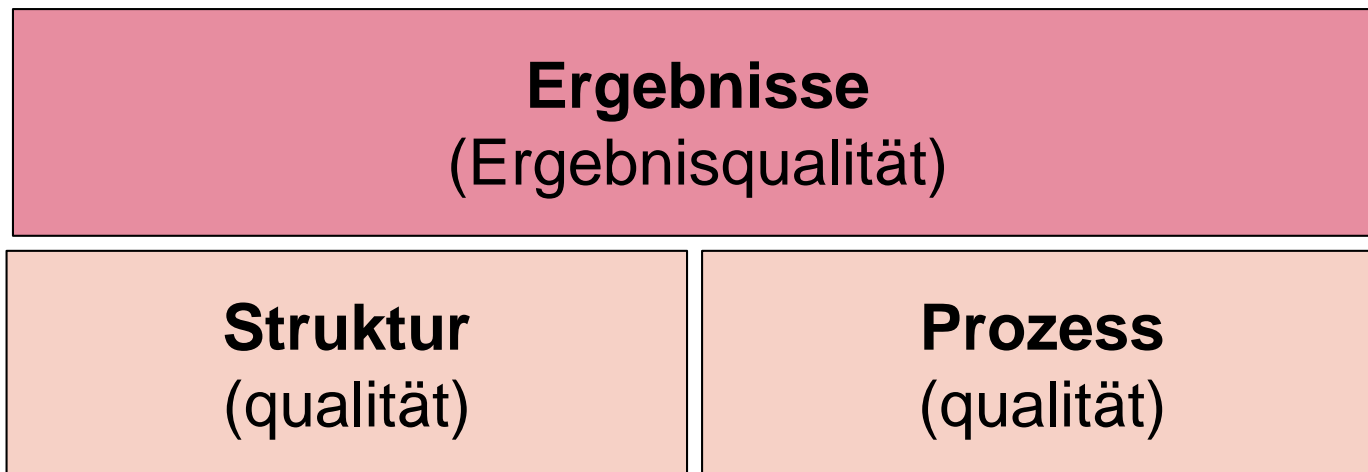 Ergebnisse
(Ergebnisqualität)
Struktur
(qualität)
Prozess
(qualität)